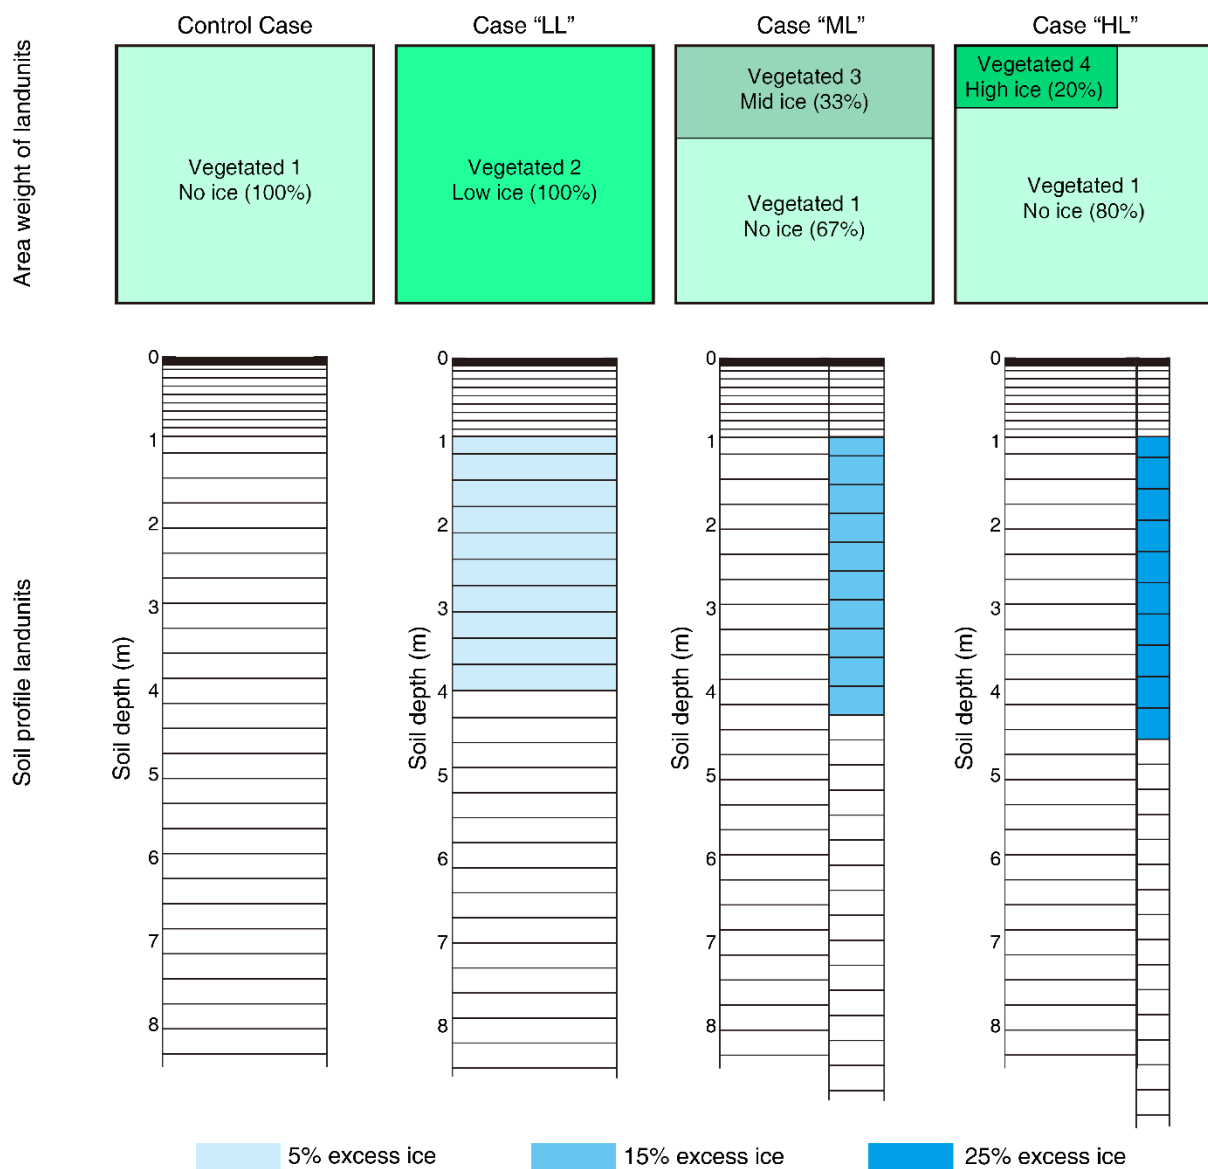 Control Case
Case “LL”
Case “ML”
Case “HL”
Area weight of landunits
Vegetated 1
No ice (100%)
Vegetated 2
Low ice (100%)
Vegetated 3
Mid ice (33%)
Vegetated 1
No ice (67%)
Vegetated 4
High ice (20%)
Vegetated 1
No ice (80%)
Soil profile landunits
Soil depth (m)
0
1
2
3
4
5
6
7
8
Soil depth (m)
0
1
2
3
4
5
6
7
8
Soil depth (m)
0
1
2
3
4
5
6
7
8
Soil depth (m)
0
1
2
3
4
5
6
7
8
5% excess ice
15% excess ice
25% excess ice